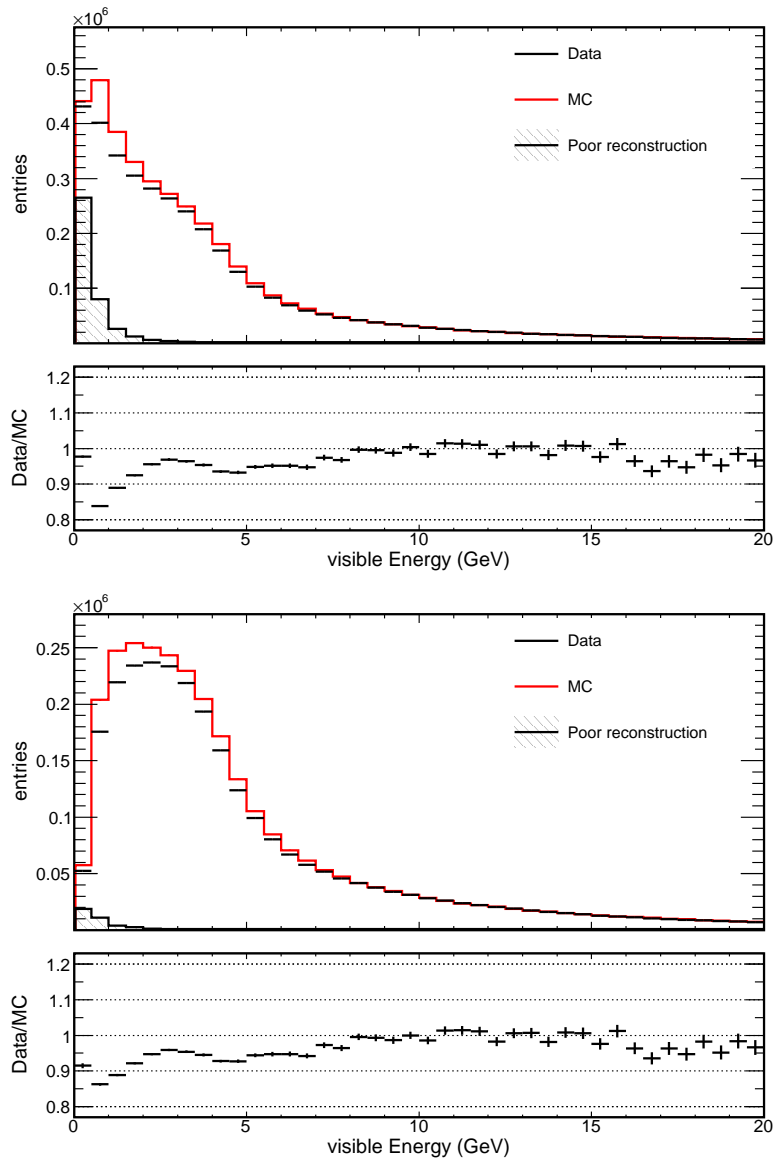 ×10⁶
0.5
0.4
0.3
0.2
0.1
entries
Data
MC
Poor reconstruction
1.2
1.1
1
0.9
0.8
Data/MC
0 5 10 15 20
visible Energy (GeV)
×10⁶
0.25
0.2
0.15
0.1
0.05
entries
Data
MC
Poor reconstruction
1.2
1.1
1
0.9
0.8
Data/MC
0 5 10 15 20
visible Energy (GeV)